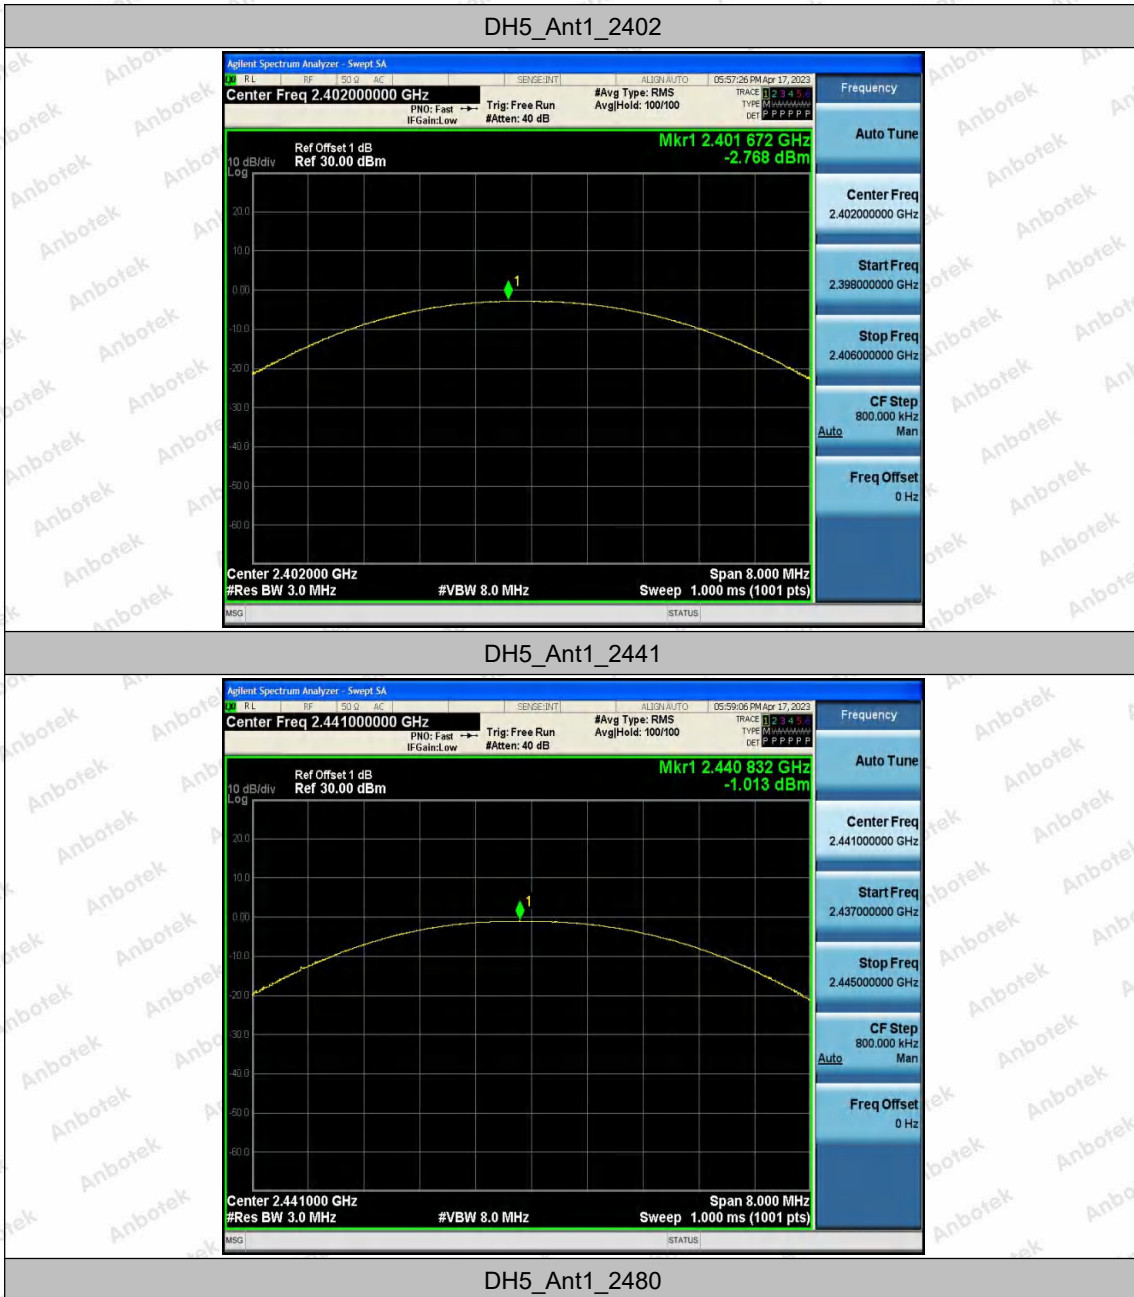 DH5_Ant1_2402
Agilent Spectrum Analyzer - Swept SA
RL RF 50 Ω AC SENSE:INT ALIGNAUTO 05:57:26 PM Apr 17, 2023
Center Freq 2.402000000 GHz
PNO: Fast
IFGain:Low
Trig: Free Run
#Atten: 40 dB
#Avg Type: RMS
Avg|Hold: 100/100
TRACE 1 2 3 4 5 6
TYPE M
DET P P P P P P
Frequency
Auto Tune
Center Freq
2.402000000 GHz
Start Freq
2.398000000 GHz
Stop Freq
2.406000000 GHz
CF Step
800.000 kHz
Auto Man
Freq Offset
0 Hz
Mkr1 2.401 672 GHz
-2.768 dBm
Ref Offset 1 dB
10 dB/div Ref 30.00 dBm
Log
20.0
10.0
0.00
-10.0
-20.0
-30.0
-40.0
-50.0
-60.0
1
Center 2.402000 GHz Span 8.000 MHz
#Res BW 3.0 MHz #VBW 8.0 MHz Sweep 1.000 ms (1001 pts)
MSG STATUS
DH5_Ant1_2441
Agilent Spectrum Analyzer - Swept SA
RL RF 50 Ω AC SENSE:INT ALIGNAUTO 05:59:06 PM Apr 17, 2023
Center Freq 2.441000000 GHz
PNO: Fast
IFGain:Low
Trig: Free Run
#Atten: 40 dB
#Avg Type: RMS
Avg|Hold: 100/100
TRACE 1 2 3 4 5 6
TYPE M
DET P P P P P P
Frequency
Auto Tune
Center Freq
2.441000000 GHz
Start Freq
2.437000000 GHz
Stop Freq
2.445000000 GHz
CF Step
800.000 kHz
Auto Man
Freq Offset
0 Hz
Mkr1 2.440 832 GHz
-1.013 dBm
Ref Offset 1 dB
10 dB/div Ref 30.00 dBm
Log
20.0
10.0
0.00
-10.0
-20.0
-30.0
-40.0
-50.0
-60.0
1
Center 2.441000 GHz Span 8.000 MHz
#Res BW 3.0 MHz #VBW 8.0 MHz Sweep 1.000 ms (1001 pts)
MSG STATUS
DH5_Ant1_2480
Anbotek